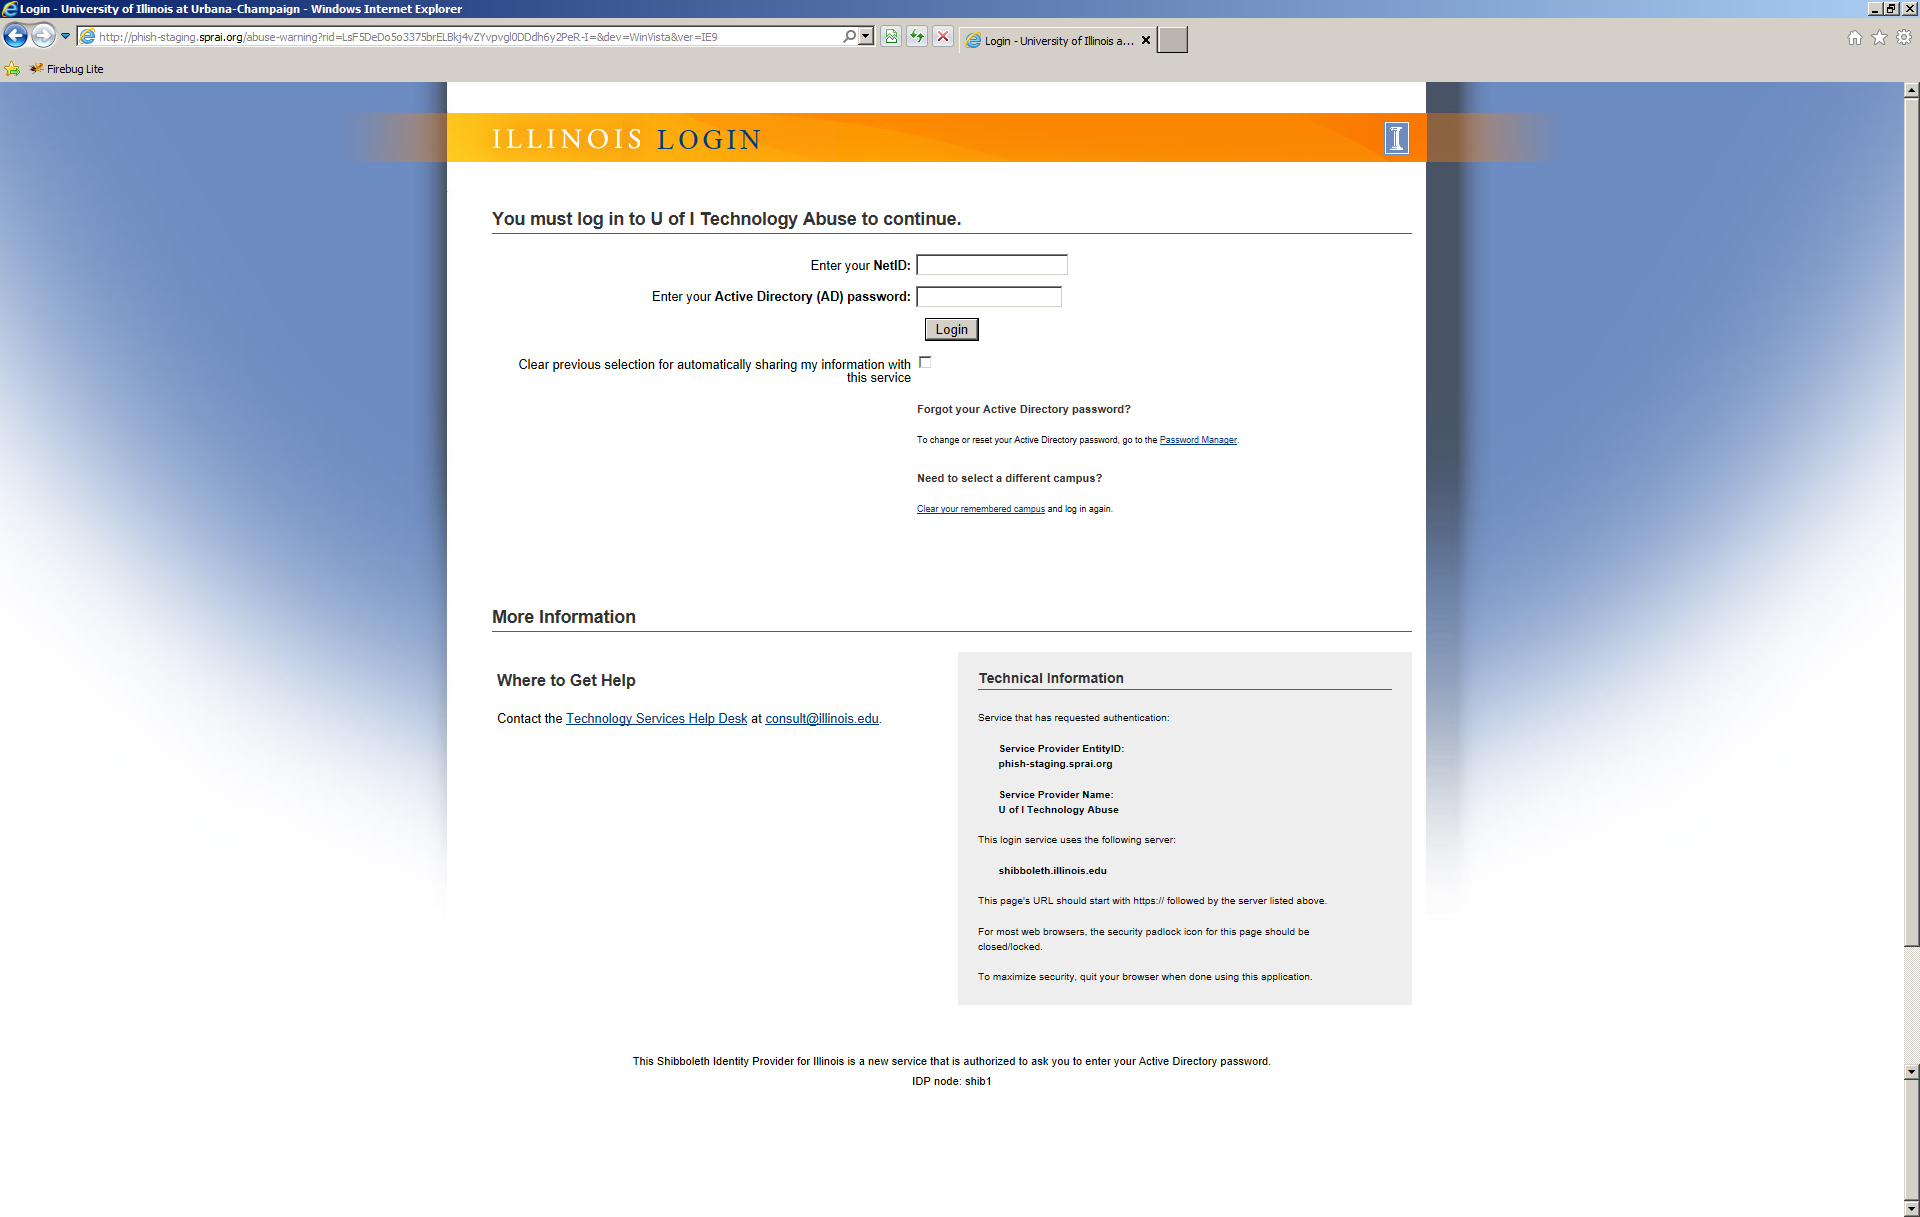 Login - University of Illinois at Urbana-Champaign - Windows Internet Explorer
http://phish-staging.sprai.org/abuse-warning?rid=LsF5DeDo5o3375brELBkj4vZYvpvgl0DDdh6y2PeR-I=&dev=WinVista&ver=IE9
Login - University of Illinois a...
Firebug Lite
ILLINOIS LOGIN
I
You must log in to U of I Technology Abuse to continue.
Enter your NetID:
Enter your Active Directory (AD) password:
Login
Clear previous selection for automatically sharing my information with
this service
Forgot your Active Directory password?
To change or reset your Active Directory password, go to the Password Manager.
Need to select a different campus?
Clear your remembered campus and log in again.
More Information
Where to Get Help
Contact the Technology Services Help Desk at consult@illinois.edu.
Technical Information
Service that has requested authentication:
Service Provider EntityID:
phish-staging.sprai.org
Service Provider Name:
U of I Technology Abuse
This login service uses the following server:
shibboleth.illinois.edu
This page's URL should start with https:// followed by the server listed above.
For most web browsers, the security padlock icon for this page should be
closed/locked.
To maximize security, quit your browser when done using this application.
This Shibboleth Identity Provider for Illinois is a new service that is authorized to ask you to enter your Active Directory password.
IDP node: shib1